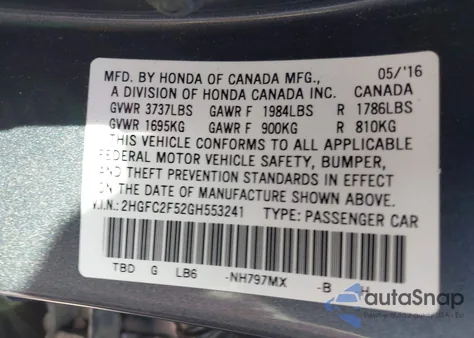 MFD. BY HONDA OF CANADA MFG., 05/'16
A DIVISION OF HONDA CANADA INC. CANADA
GVWR 3737LBS GAWR F 1984LBS R 1786LBS
GVWR 1695KG GAWR F 900KG R 810KG
THIS VEHICLE CONFORMS TO ALL APPLICABLE
FEDERAL MOTOR VEHICLE SAFETY, BUMPER,
AND THEFT PREVENTION STANDARDS IN EFFECT
ON THE DATE OF MANUFACTURE SHOWN ABOVE.
V.I.N.: 2HGFC2F52GH553241 TYPE: PASSENGER CAR
TBD G LB6 -NH797MX -B H
autoSnap